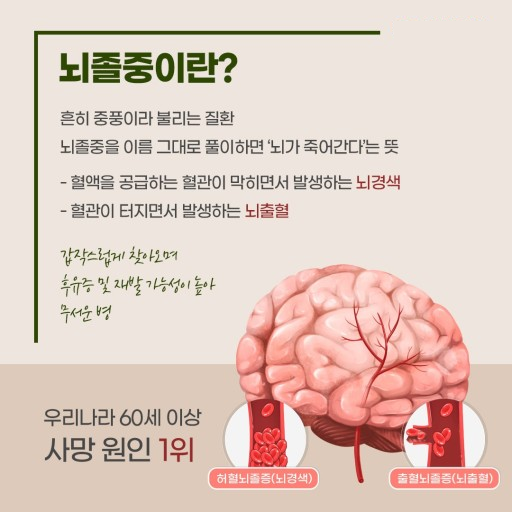 뇌졸중이란?
흔히 중풍이라 불리는 질환
뇌졸중을 이름 그대로 풀이하면 '뇌가 죽어간다'는 뜻
- 혈액을 공급하는 혈관이 막히면서 발생하는 뇌경색
- 혈관이 터지면서 발생하는 뇌출혈
갑작스럽게 찾아오며
후유증 및 재발 가능성이 높아
무서운 병
우리나라 60세 이상
사망 원인 1위
허혈뇌졸증(뇌경색)
출혈뇌졸증(뇌출혈)